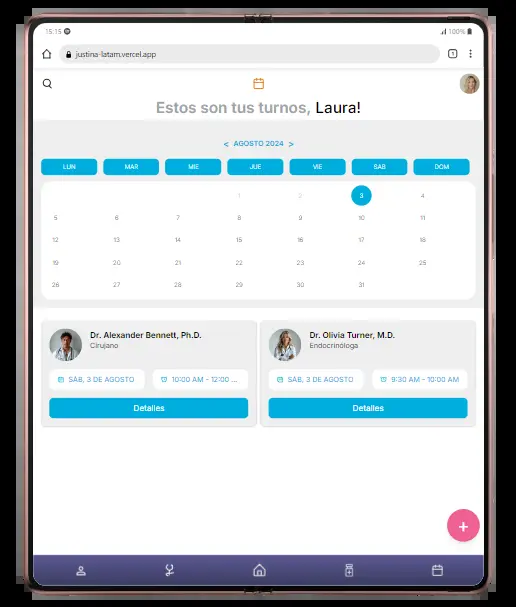 15:15 100%
justina-latam.vercel.app 1
Estos son tus turnos, Laura!
< AGOSTO 2024 >
LUN MAR MIE JUE VIE SAB DOM
1 2 3 4
5 6 7 8 9 10 11
12 13 14 15 16 17 18
19 20 21 22 23 24 25
26 27 28 29 30 31
Dr. Alexander Bennett, Ph.D.
Cirujano
SÁB, 3 DE AGOSTO 10:00 AM - 12:00 ...
Detalles
Dr. Olivia Turner, M.D.
Endocrinóloga
SÁB, 3 DE AGOSTO 9:30 AM - 10:00 AM
Detalles
+